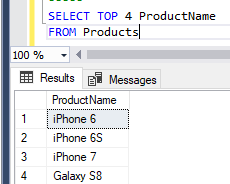 SELECT TOP 4 ProductName
FROM Products
100 %
Results Messages
ProductName
1 iPhone 6
2 iPhone 6S
3 iPhone 7
4 Galaxy S8